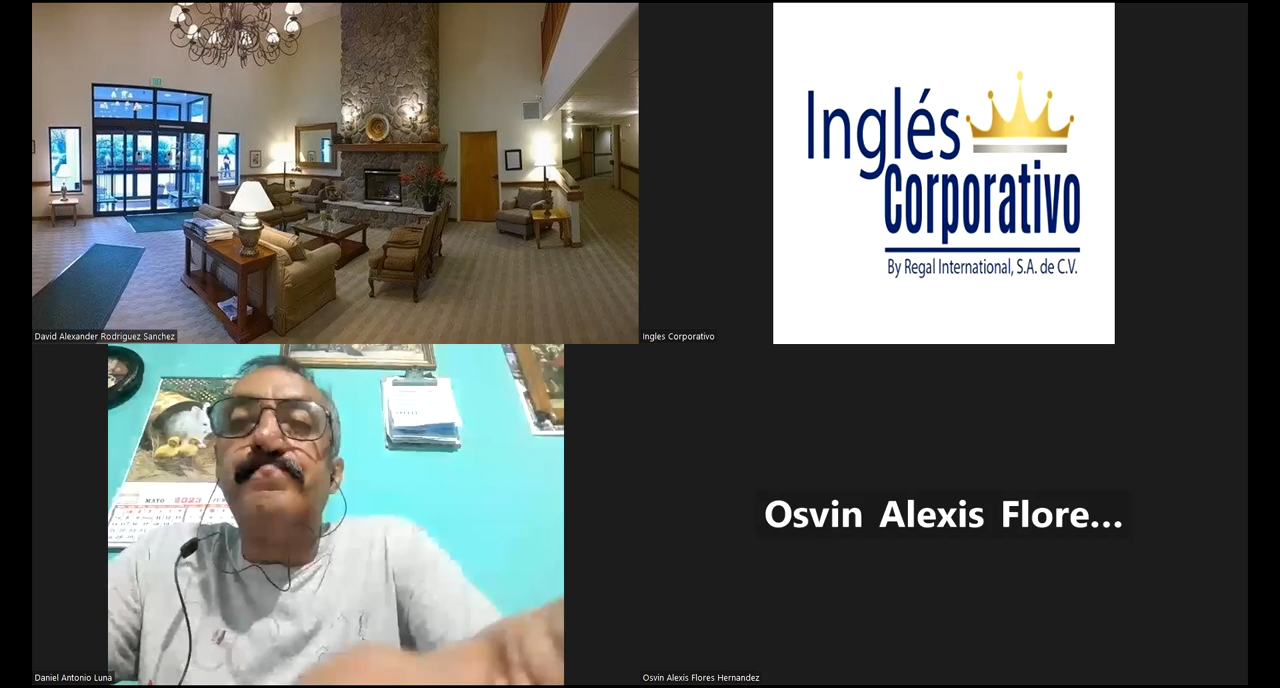 Inglés
Corporativo
By Regal International, S.A. de C.V.
David Alexander Rodriguez Sanchez
Ingles Corporativo
MAYO 2023
Osvin Alexis Flore...
Daniel Antonio Luna
Osvin Alexis Flores Hernandez